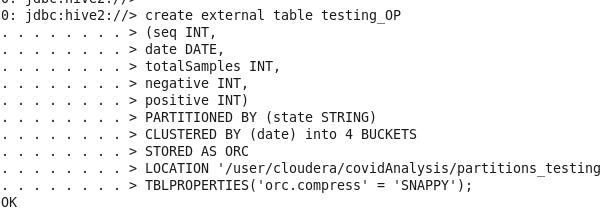 0: jdbc:hive2://>
0: jdbc:hive2://> create external table testing_OP
. . . . . . . . > (seq INT,
. . . . . . . . > date DATE,
. . . . . . . . > totalSamples INT,
. . . . . . . . > negative INT,
. . . . . . . . > positive INT)
. . . . . . . . > PARTITIONED BY (state STRING)
. . . . . . . . > CLUSTERED BY (date) into 4 BUCKETS
. . . . . . . . > STORED AS ORC
. . . . . . . . > LOCATION '/user/cloudera/covidAnalysis/partitions_testing
. . . . . . . . > TBLPROPERTIES('orc.compress' = 'SNAPPY');
OK